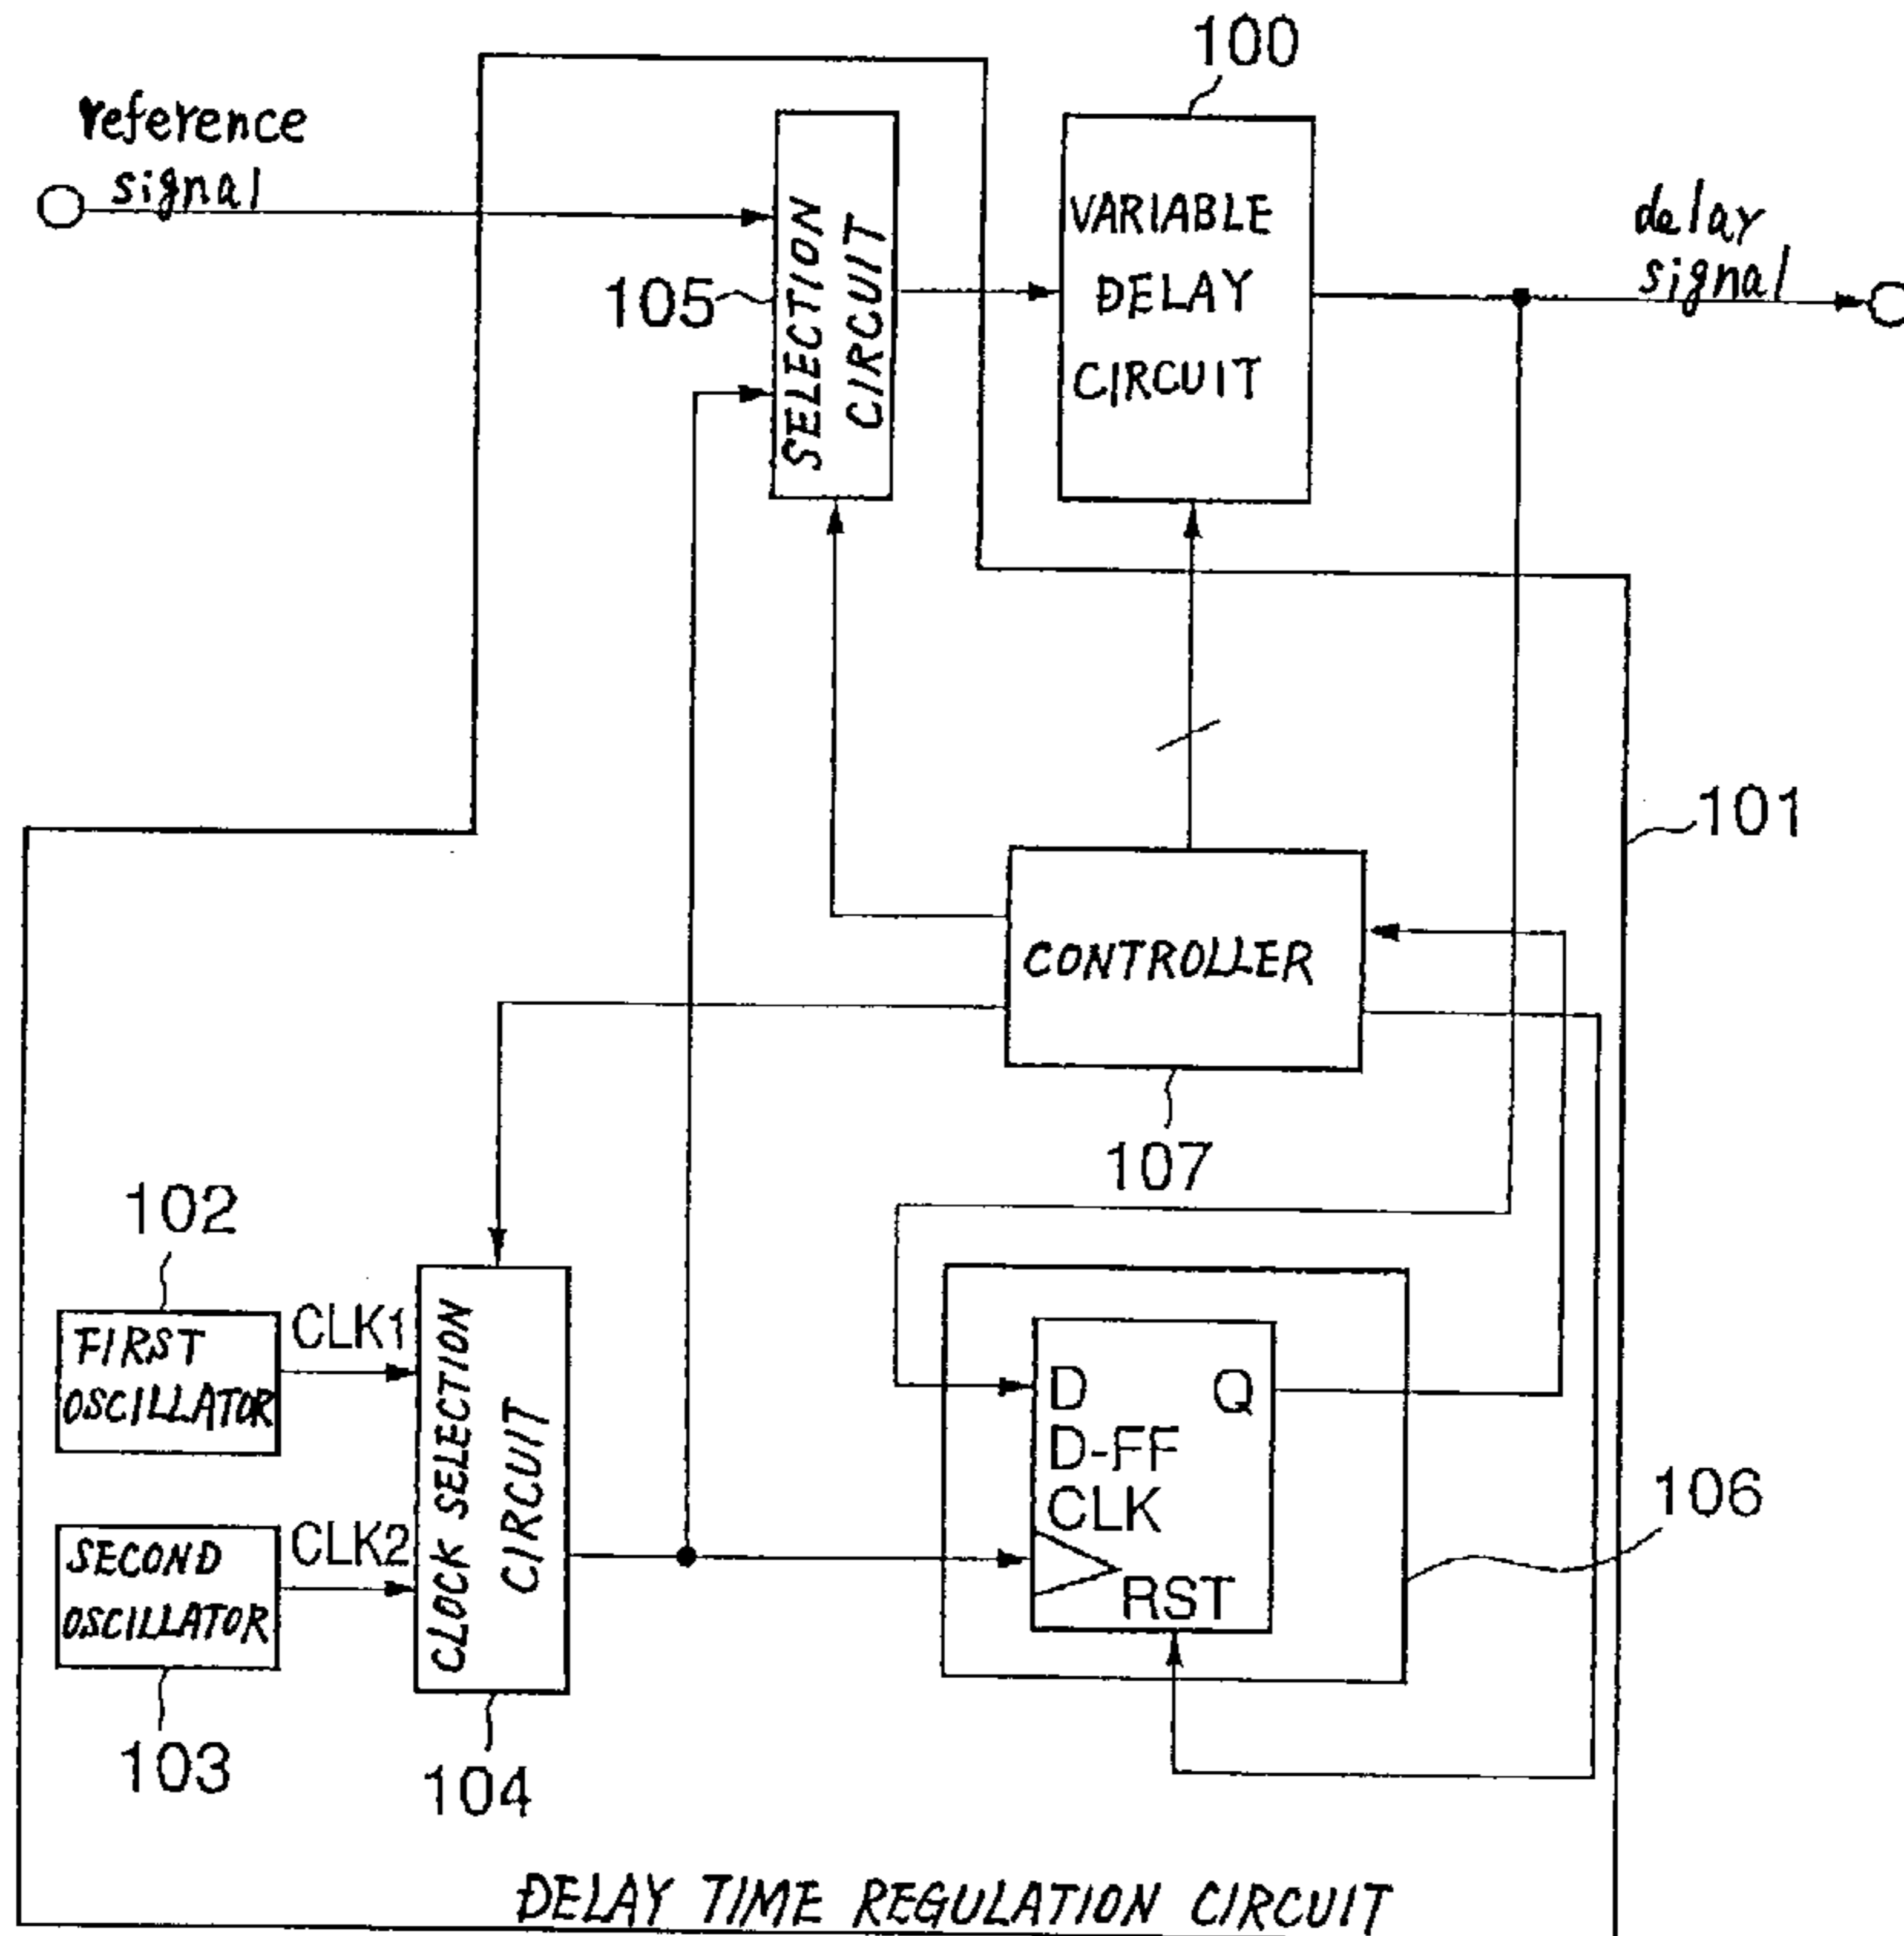 100
reference
signal
SELECTION
CIRCUIT
105
VARIABLE
DELAY
CIRCUIT
delay
signal
101
CONTROLLER
107
102
FIRST
OSCILLATOR
CLK1
SECOND
OSCILLATOR
CLK2
103
CLOCK SELECTION
CIRCUIT
104
D Q
D-FF
CLK
RST
106
DELAY TIME REGULATION CIRCUIT